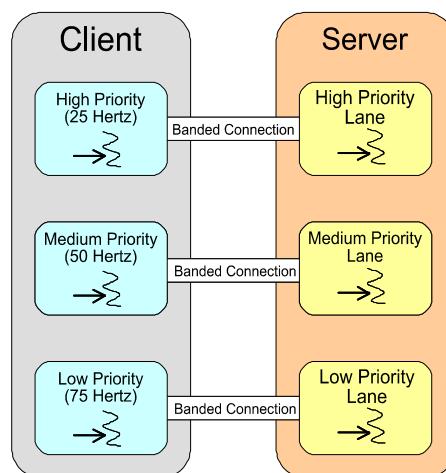 Client
Server
High Priority
(25 Hertz)
Banded Connection
High Priority
Lane
Medium Priority
(50 Hertz)
Banded Connection
Medium Priority
Lane
Low Priority
(75 Hertz)
Banded Connection
Low Priority
Lane